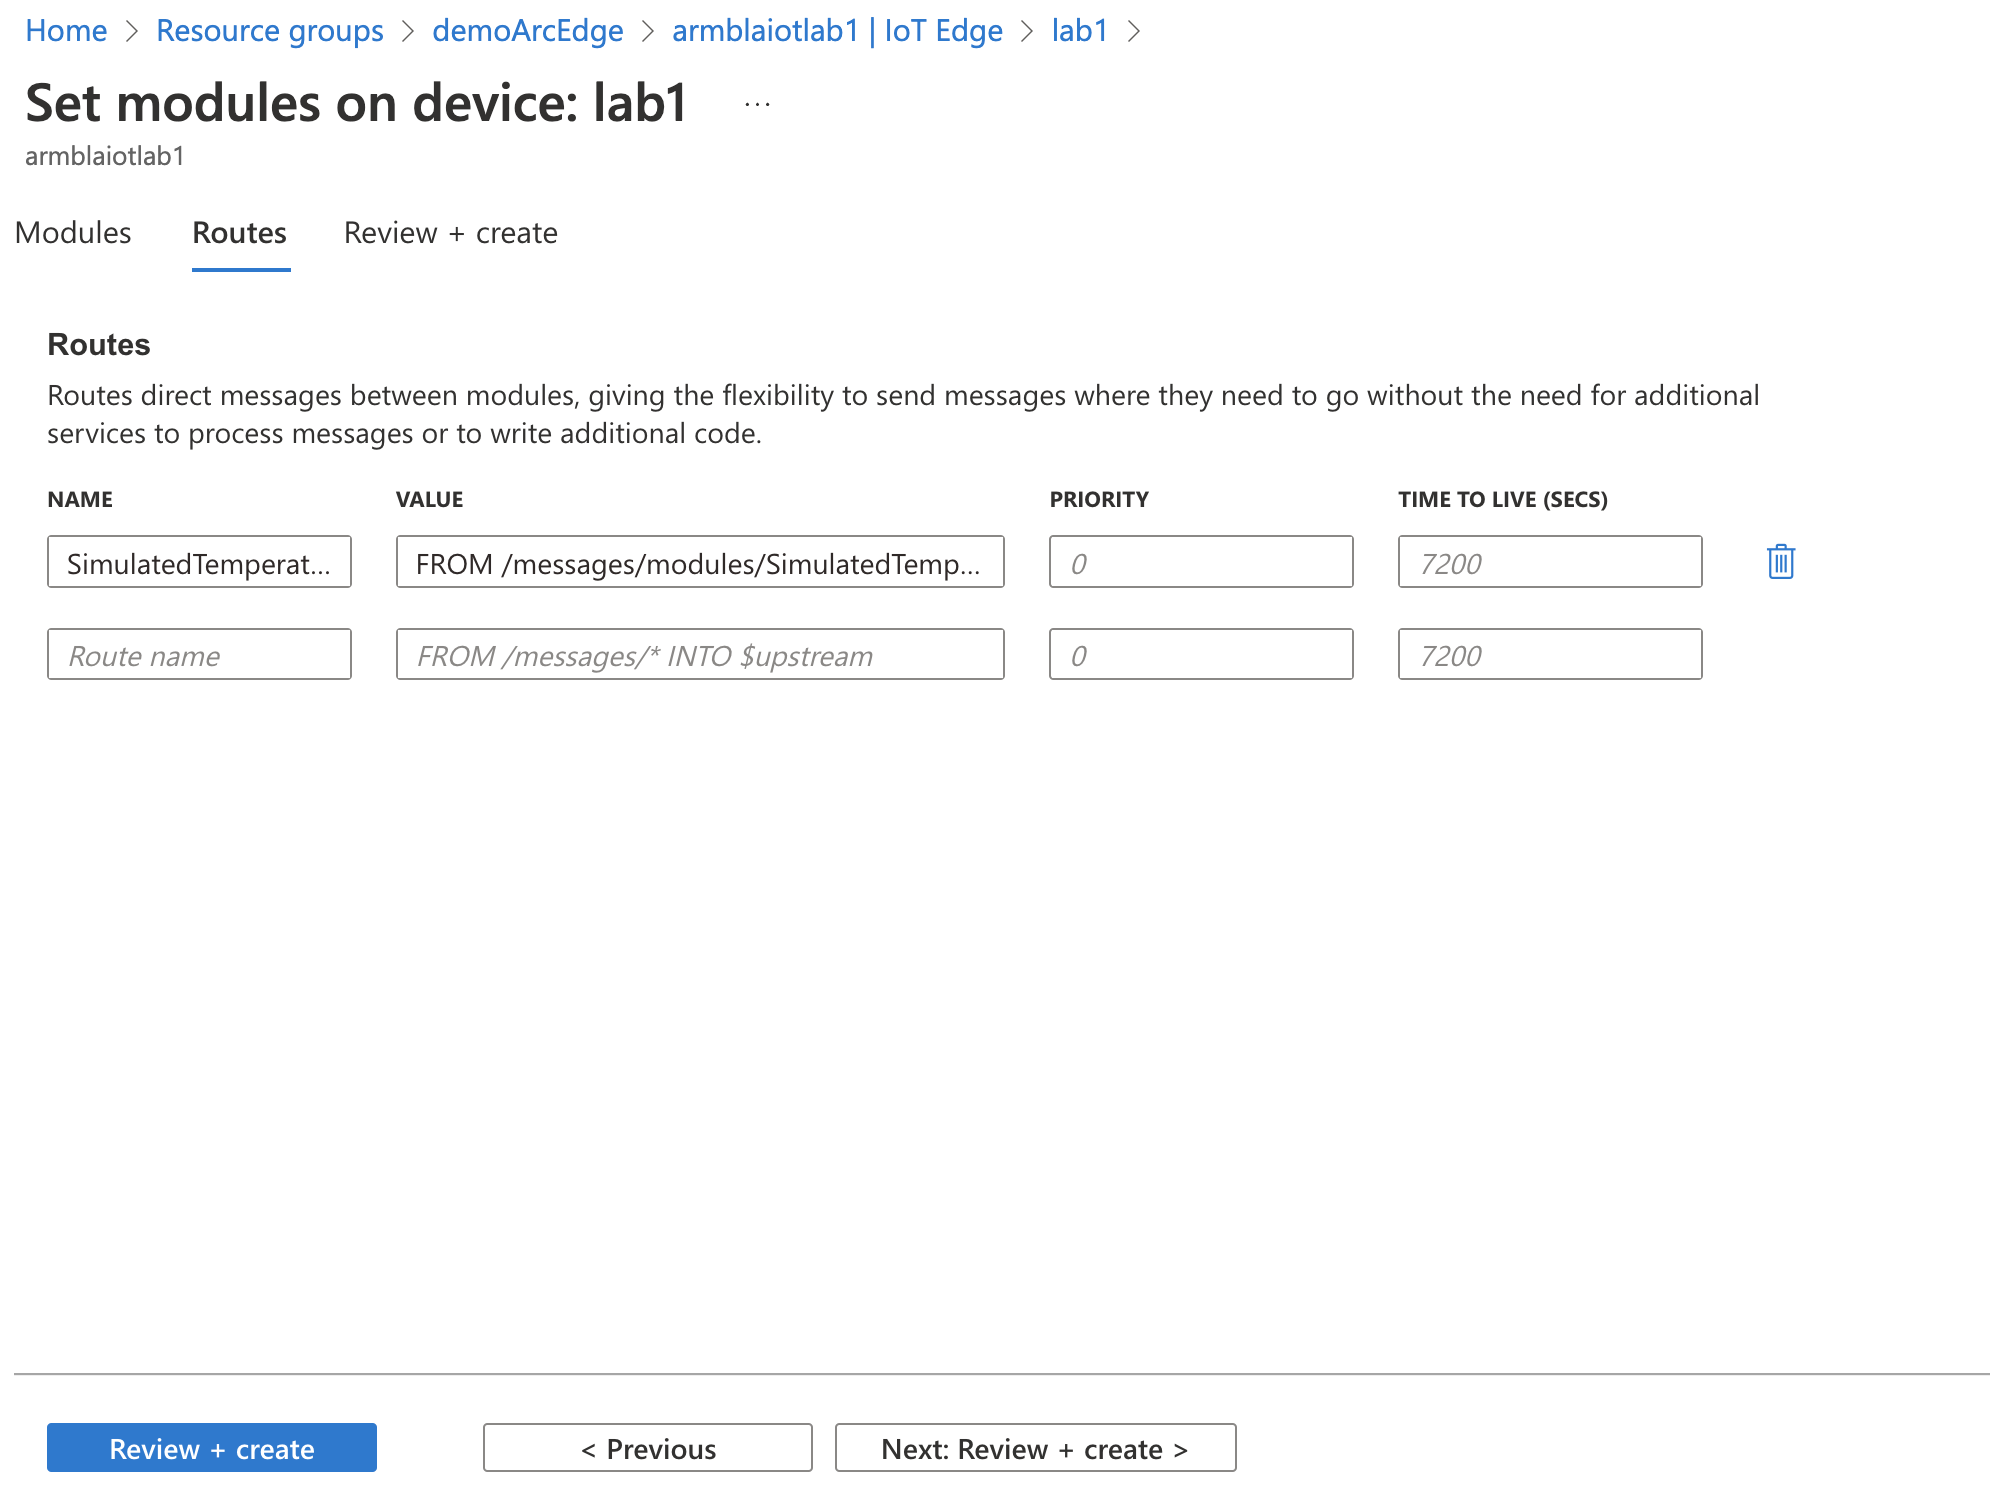 Home > Resource groups > demoArcEdge > armblaiotlab1 | IoT Edge > lab1 >
Set modules on device: lab1 ...
armblaiotlab1
Modules Routes Review + create
Routes
Routes direct messages between modules, giving the flexibility to send messages where they need to go without the need for additional
services to process messages or to write additional code.
NAME VALUE PRIORITY TIME TO LIVE (SECS)
SimulatedTemperat... FROM /messages/modules/SimulatedTemp... 0 7200
Route name FROM /messages/* INTO $upstream 0 7200
Review + create < Previous Next: Review + create >